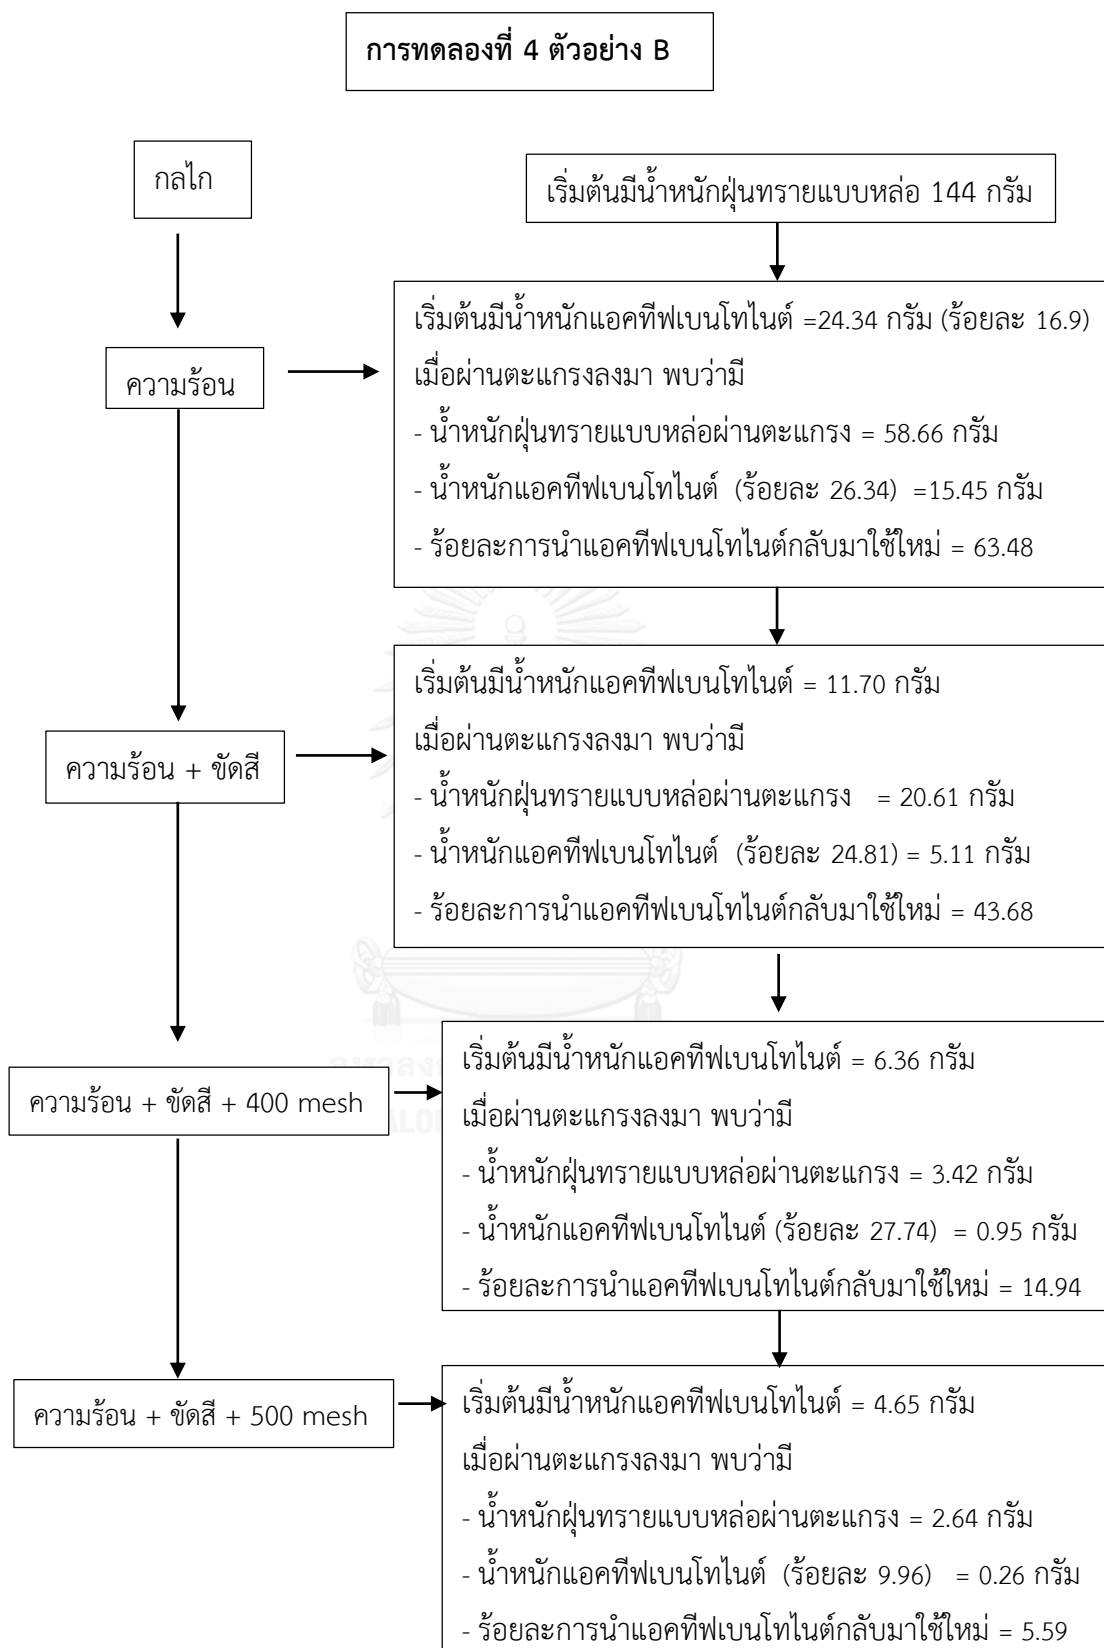 การทดลองที่ 4 ตัวอย่าง B
กลไก
เริ่มต้นมีน้ำหนักฝุ่นทรายแบบหล่อ 144 กรัม
ความร้อน
เริ่มต้นมีน้ำหนักแอคทีฟเบนโทไนต์ =24.34 กรัม (ร้อยละ 16.9)
เมื่อผ่านตะแกรงลงมา พบว่ามี
- น้ำหนักฝุ่นทรายแบบหล่อผ่านตะแกรง = 58.66 กรัม
- น้ำหนักแอคทีฟเบนโทไนต์ (ร้อยละ 26.34) =15.45 กรัม
- ร้อยละการนำแอคทีฟเบนโทไนต์กลับมาใช้ใหม่ = 63.48
ความร้อน + ขัดสี
เริ่มต้นมีน้ำหนักแอคทีฟเบนโทไนต์ = 11.70 กรัม
เมื่อผ่านตะแกรงลงมา พบว่ามี
- น้ำหนักฝุ่นทรายแบบหล่อผ่านตะแกรง = 20.61 กรัม
- น้ำหนักแอคทีฟเบนโทไนต์ (ร้อยละ 24.81) = 5.11 กรัม
- ร้อยละการนำแอคทีฟเบนโทไนต์กลับมาใช้ใหม่ = 43.68
ความร้อน + ขัดสี + 400 mesh
เริ่มต้นมีน้ำหนักแอคทีฟเบนโทไนต์ = 6.36 กรัม
เมื่อผ่านตะแกรงลงมา พบว่ามี
- น้ำหนักฝุ่นทรายแบบหล่อผ่านตะแกรง = 3.42 กรัม
- น้ำหนักแอคทีฟเบนโทไนต์ (ร้อยละ 27.74) = 0.95 กรัม
- ร้อยละการนำแอคทีฟเบนโทไนต์กลับมาใช้ใหม่ = 14.94
ความร้อน + ขัดสี + 500 mesh
เริ่มต้นมีน้ำหนักแอคทีฟเบนโทไนต์ = 4.65 กรัม
เมื่อผ่านตะแกรงลงมา พบว่ามี
- น้ำหนักฝุ่นทรายแบบหล่อผ่านตะแกรง = 2.64 กรัม
- น้ำหนักแอคทีฟเบนโทไนต์ (ร้อยละ 9.96) = 0.26 กรัม
- ร้อยละการนำแอคทีฟเบนโทไนต์กลับมาใช้ใหม่ = 5.59